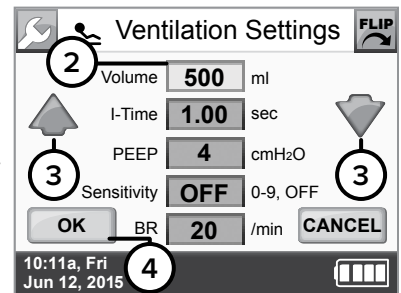 Ventilation Settings
FLIP
2
Volume 500 ml
I-Time 1.00 sec
3
PEEP 4 cmH2O
3
Sensitivity OFF 0-9, OFF
OK
BR 20 /min
CANCEL
10:11a, Fri
Jun 12, 2015
4